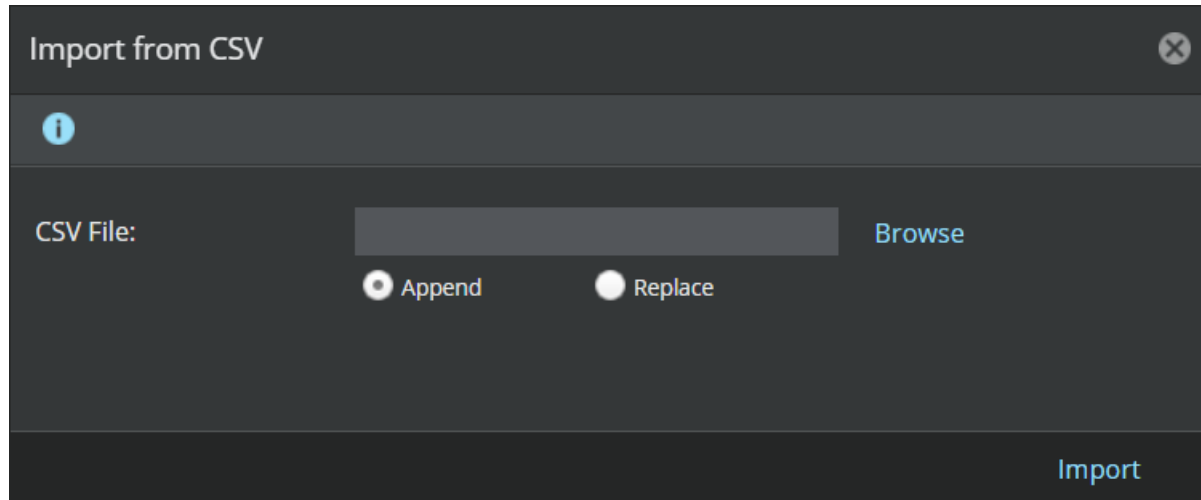 Import from CSV
CSV File:
Browse
Append Replace
Import